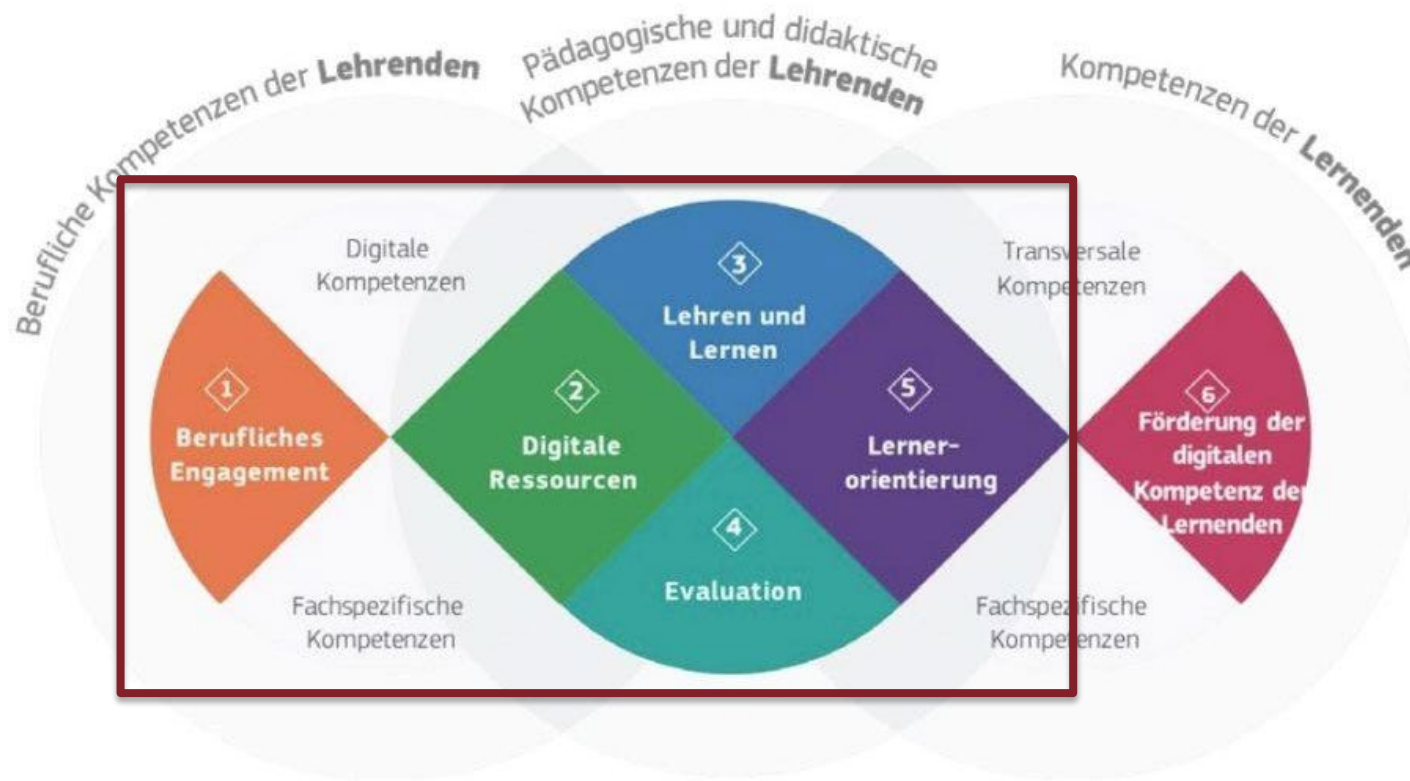 Berufliche Kompetenzen der Lehrenden
Pädagogische und didaktische
Kompetenzen der Lehrenden
Kompetenzen der Lernenden
Digitale
Kompetenzen
Transversale
Kompetenzen
1
Berufliches
Engagement
2
Digitale
Ressourcen
3
Lehren und
Lernen
4
Evaluation
5
Lerner-
orientierung
6
Förderung der
digitalen
Kompetenz der
Lernenden
Fachspezifische
Kompetenzen
Fachspezifische
Kompetenzen